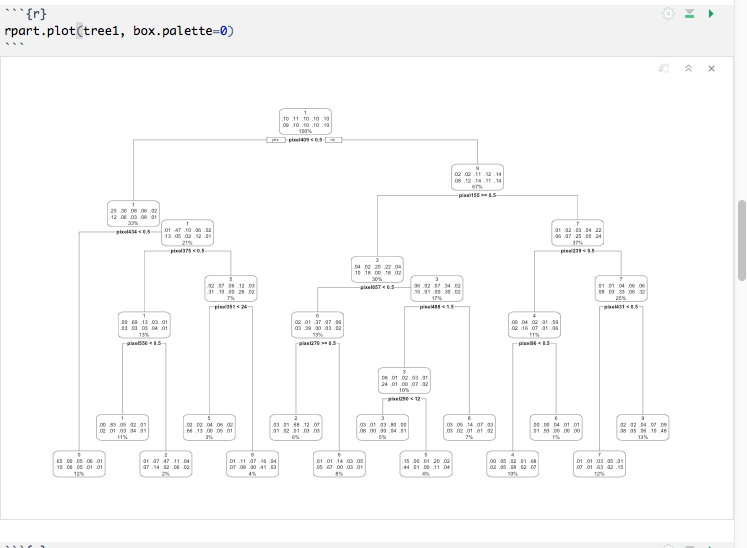 ```{r}
rpart.plot(tree1, box.palette=0)
```
1
.10 .11 .10 .10 .10
.09 .10 .10 .10 .10
100%
yes pixel409 < 0.5 no
9
.02 .02 .11 .12 .14
.08 .12 .14 .11 .14
67%
pixel155 >= 0.5
1
.25 .30 .08 .06 .02
.12 .06 .03 .08 .01
33%
pixel434 < 0.5
1
.01 .47 .10 .06 .02
.13 .05 .02 .12 .01
21%
pixel375 < 0.5
7
.01 .02 .03 .04 .22
.06 .07 .25 .05 .24
37%
pixel239 < 0.5
3
.04 .02 .20 .22 .04
.10 .18 .00 .18 .02
30%
pixel657 < 0.5
5
.02 .07 .06 .12 .03
.31 .10 .00 .26 .02
7%
pixel351 < 24
3
.06 .02 .07 .34 .02
.15 .01 .00 .30 .02
17%
pixel488 < 1.5
7
.01 .01 .04 .06 .06
.08 .03 .33 .06 .32
25%
pixel431 < 0.5
1
.00 .69 .13 .03 .01
.03 .03 .03 .04 .01
13%
pixel550 < 0.5
6
.02 .01 .37 .07 .06
.03 .39 .00 .03 .02
13%
pixel270 >= 0.5
4
.00 .04 .02 .01 .59
.02 .16 .07 .01 .06
11%
pixel96 < 0.5
3
.08 .01 .02 .53 .01
.24 .01 .00 .07 .02
10%
pixel290 < 12
1
.00 .83 .05 .02 .01
.02 .01 .03 .04 .01
11%
5
.02 .02 .04 .06 .02
.66 .13 .00 .05 .01
3%
2
.03 .01 .68 .12 .07
.01 .02 .01 .03 .03
6%
3
.03 .01 .03 .80 .00
.08 .00 .00 .04 .01
5%
8
.03 .05 .14 .07 .03
.03 .02 .01 .61 .02
7%
6
.00 .00 .04 .01 .01
.01 .93 .00 .00 .00
1%
9
.02 .02 .04 .07 .09
.08 .05 .08 .10 .46
13%
0
.65 .00 .05 .06 .01
.10 .08 .05 .01 .01
12%
2
.01 .07 .47 .11 .04
.07 .14 .02 .06 .02
2%
8
.01 .11 .07 .16 .04
.07 .08 .00 .41 .03
4%
6
.01 .01 .14 .03 .05
.05 .67 .00 .03 .01
8%
5
.15 .00 .01 .20 .02
.44 .01 .00 .11 .04
4%
4
.00 .05 .02 .01 .68
.02 .05 .08 .02 .07
10%
7
.01 .01 .03 .05 .01
.07 .01 .63 .02 .15
12%